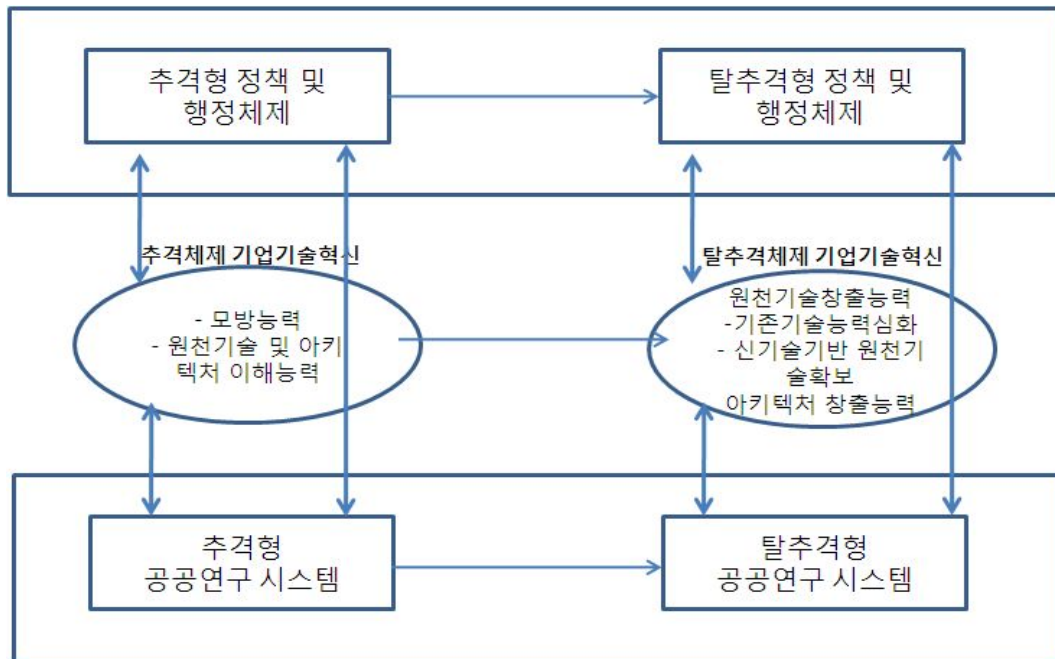 추격형 정책 및
행정체제
탈추격형 정책 및
행정체제
추격체제 기업기술혁신
- 모방능력
- 원천기술 및 아키
텍처 이해능력
탈추격체제 기업기술혁신
원천기술창출능력
-기존기술능력심화
- 신기술기반 원천기
술확보
아키텍처 창출능력
추격형
공공연구 시스템
탈추격형
공공연구 시스템